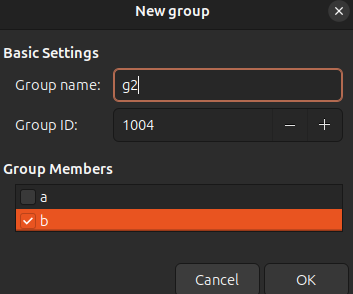 New group
Basic Settings
Group name: g2
Group ID: 1004
Group Members
a
b
Cancel OK